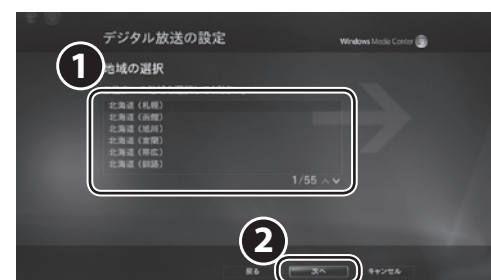 デジタル放送の設定
Windows Media Center
1
地域の選択
北海道（札幌）
北海道（函館）
北海道（旭川）
北海道（室蘭）
北海道（帯広）
北海道（釧路）
1/55
2
戻る
次へ
キャンセル